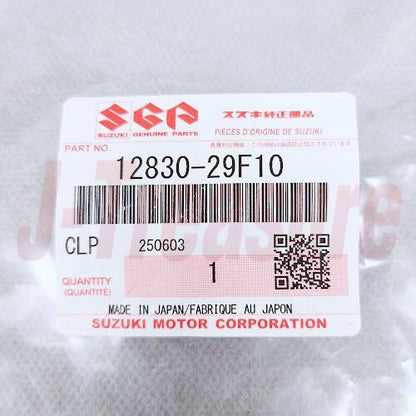 SGP
SUZUKI GENUINE PARTS
スズキ純正部品
PIÈCES D'ORIGINE DE SUZUKI
PART NO.
12830-29F10
CLP 250603
QUANTITY
(QUANTITÉ)
1
MADE IN JAPAN/FABRIQUE AU JAPON
SUZUKI MOTOR CORPORATION
J-Treasure